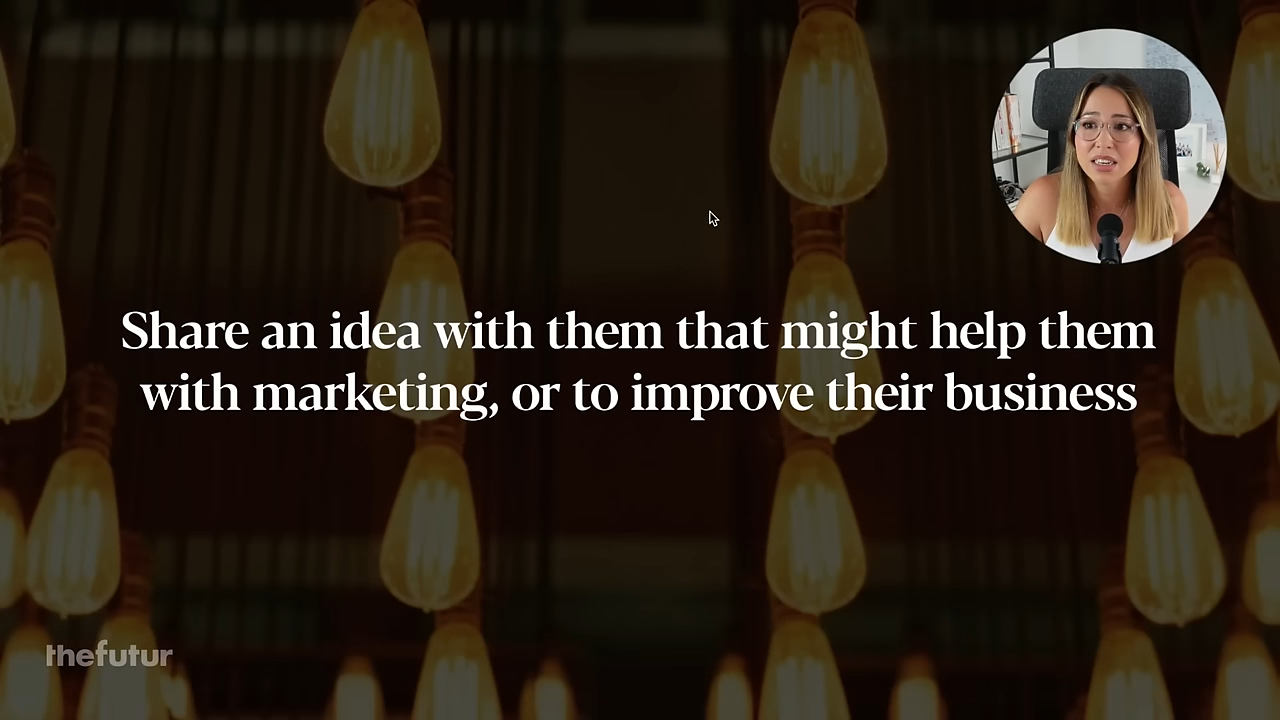 Share an idea with them that might help them
with marketing, or to improve their business
thefutur